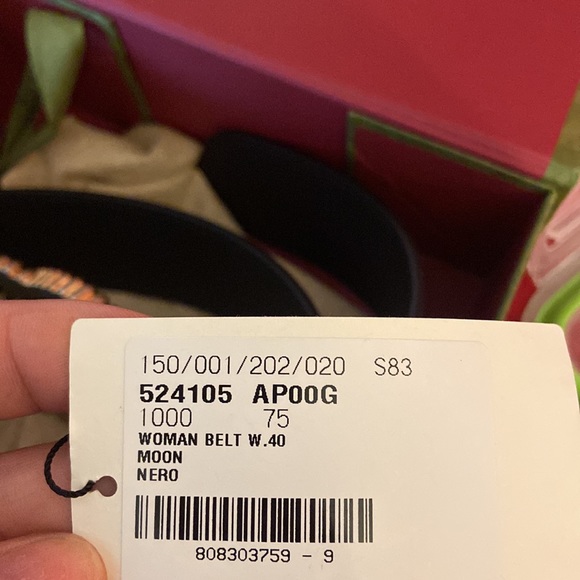 150/001/202/020 S83
524105 AP00G
1000 75
WOMAN BELT W.40
MOON
NERO
808303759 - 9